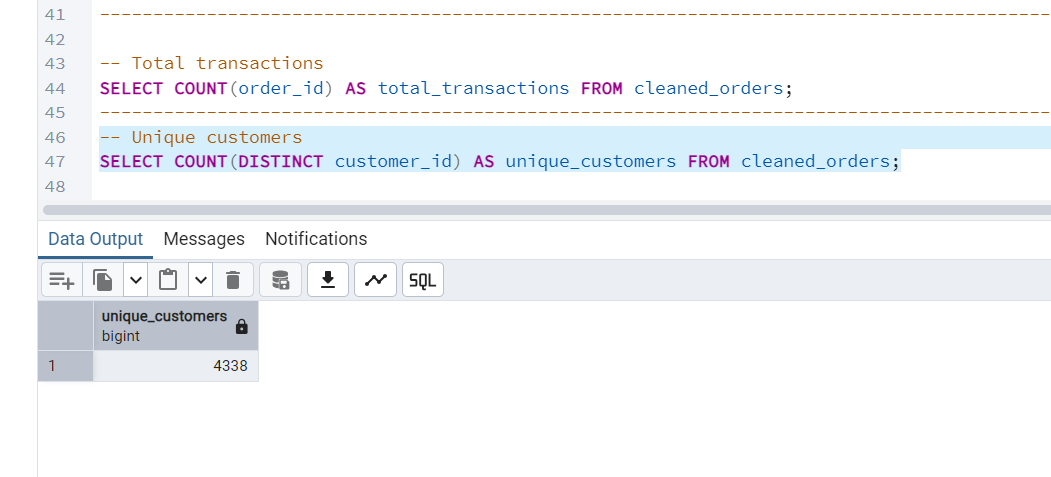 41 --------------------------------------------------------------------------------
42
43 -- Total transactions
44 SELECT COUNT(order_id) AS total_transactions FROM cleaned_orders;
45 --------------------------------------------------------------------------------
46 -- Unique customers
47 SELECT COUNT(DISTINCT customer_id) AS unique_customers FROM cleaned_orders;
48
Data Output Messages Notifications
SQL
unique_customers
bigint
1 4338